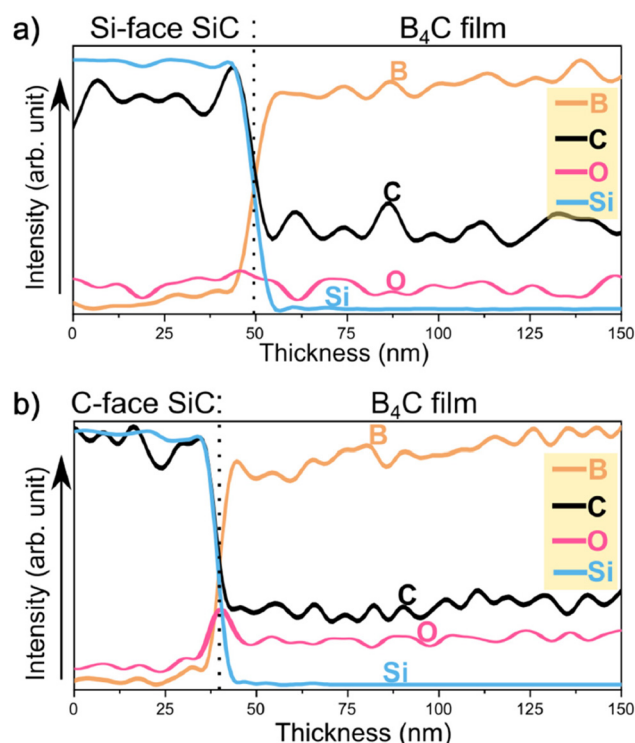 a) Si-face SiC B₄C film
Intensity (arb. unit)
B
C
O
Si
B
C
O
Si
0 25 50 75 100 125 150
Thickness (nm)
b) C-face SiC B₄C film
Intensity (arb. unit)
B
C
O
Si
B
C
O
Si
0 25 50 75 100 125 150
Thickness (nm)